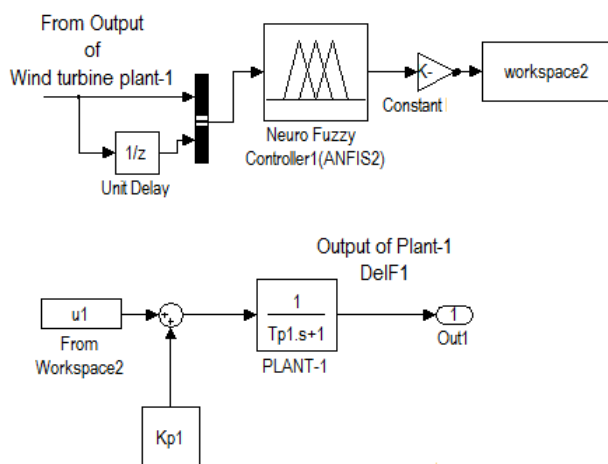 From Output
of
Wind turbine plant-1
1/z
Unit Delay
Neuro Fuzzy
Controller1(ANFIS2)
K-
Constant
workspace2
Output of Plant-1
DelF1
u1
From
Workspace2
++
1
Tp1.s+1
PLANT-1
1
Out1
Kp1